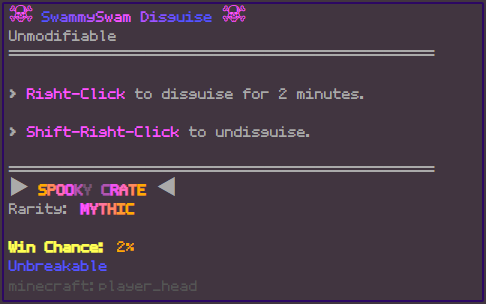 ☠ SwammySwam Disguise ☠
Unmodifiable
> Right-Click to disguise for 2 minutes.
> Shift-Right-Click to undisguise.
▶ SPOOKY CRATE ◀
Rarity: MYTHIC
Win Chance: 2%
Unbreakable
minecraft:player_head